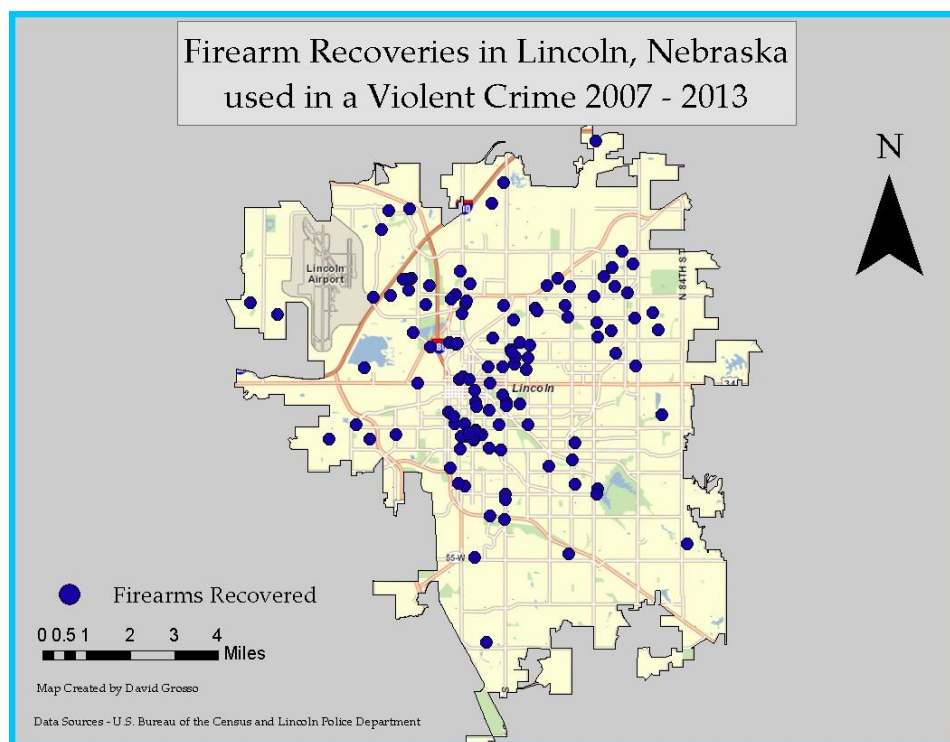 Firearm Recoveries in Lincoln, Nebraska
used in a Violent Crime 2007 - 2013
N
Lincoln
Airport
N 84TH ST
34
Lincoln
55-W
Firearms Recovered
0 0.5 1 2 3 4
Miles
Map Created by David Grosso
Data Sources - U.S. Bureau of the Census and Lincoln Police Department